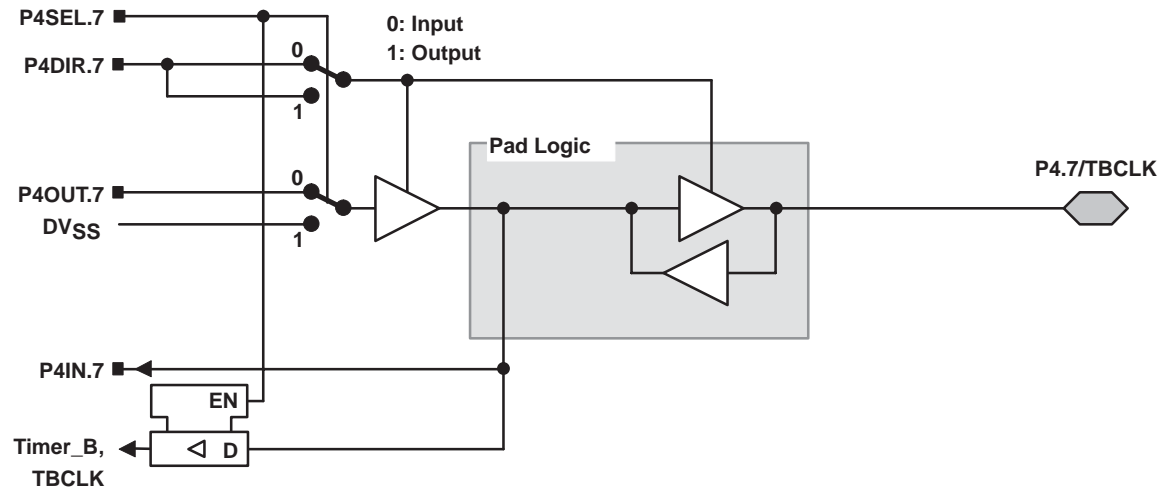 P4SEL.7
0: Input
1: Output
P4DIR.7
0
1
Pad Logic
P4.7/TBCLK
P4OUT.7
0
DVSS
1
P4IN.7
EN
Timer_B,
TBCLK
D